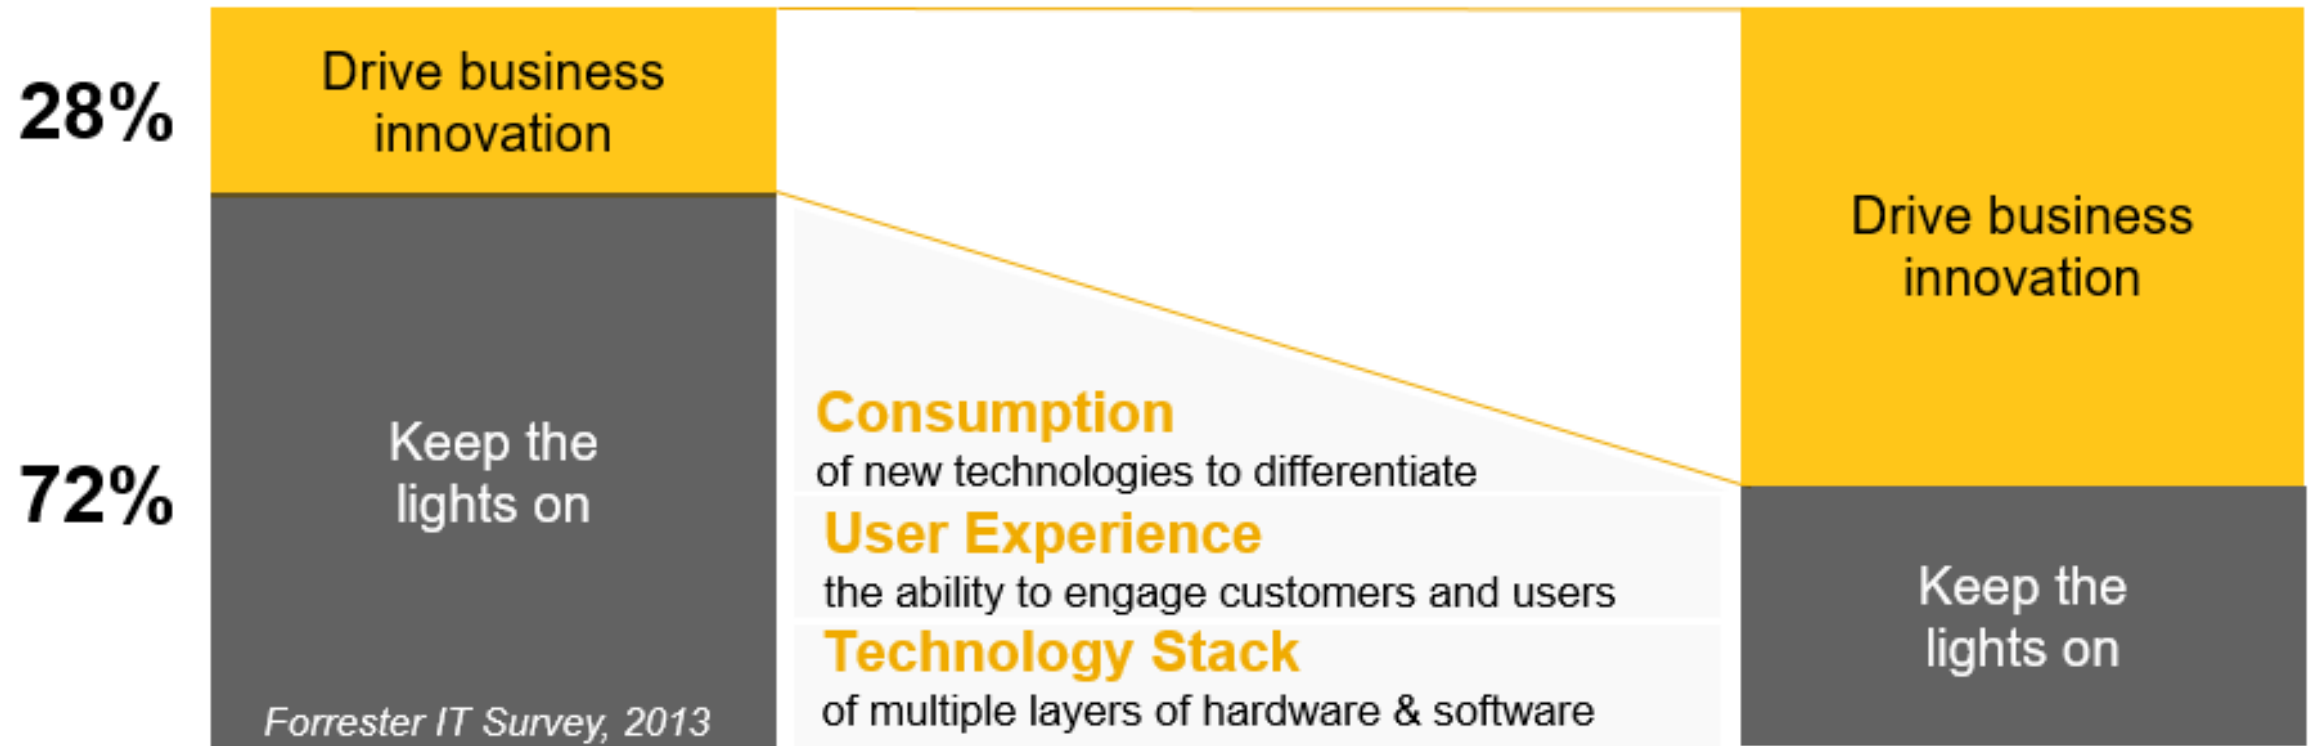 28%
Drive business
innovation
72%
Keep the
lights on
Forrester IT Survey, 2013
Consumption
of new technologies to differentiate
User Experience
the ability to engage customers and users
Technology Stack
of multiple layers of hardware & software
Drive business
innovation
Keep the
lights on